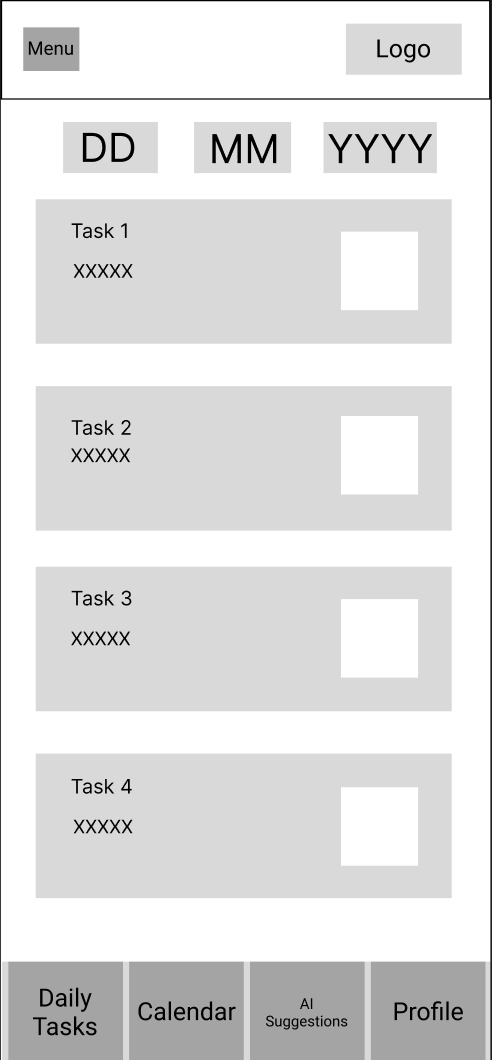 Menu
Logo
DD MM YYYY
Task 1
XXXXX
Task 2
XXXXX
Task 3
XXXXX
Task 4
XXXXX
Daily
Tasks
Calendar
AI
Suggestions
Profile